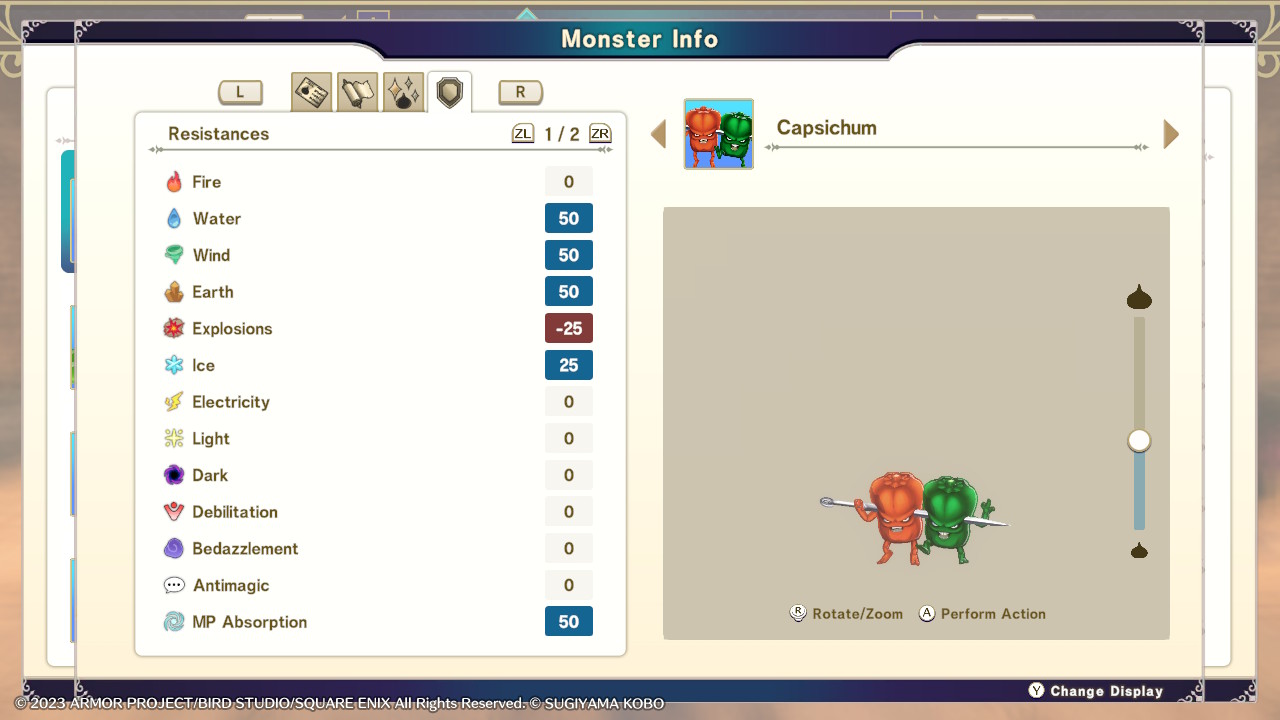 Monster Info
L
R
Resistances
ZL 1 / 2 ZR
Capsichum
Fire 0
Water 50
Wind 50
Earth 50
Explosions -25
Ice 25
Electricity 0
Light 0
Dark 0
Debilitation 0
Bedazzlement 0
Antimagic 0
MP Absorption 50
R Rotate/Zoom A Perform Action
Y Change Display
© 2023 ARMOR PROJECT/BIRD STUDIO/SQUARE ENIX All Rights Reserved. © SUGIYAMA KOBO